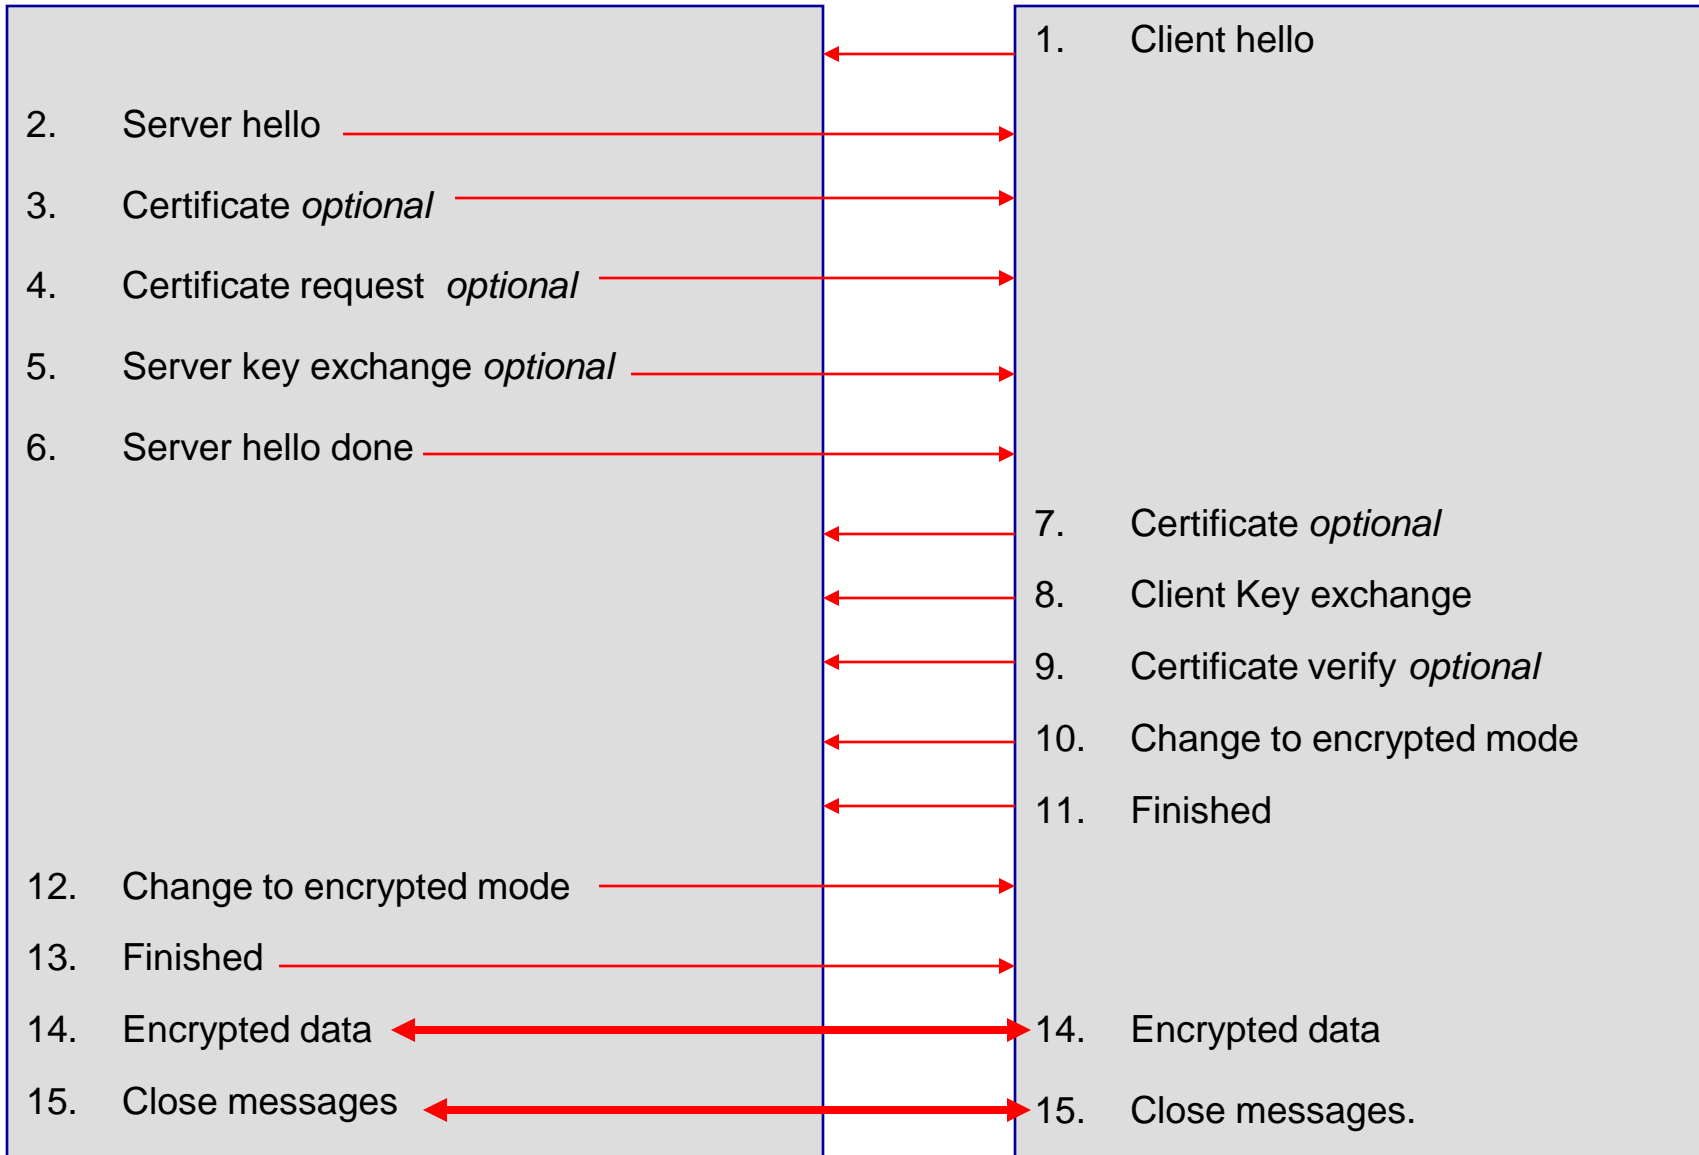 1. Client hello
2. Server hello
3. Certificate optional
4. Certificate request optional
5. Server key exchange optional
6. Server hello done
7. Certificate optional
8. Client Key exchange
9. Certificate verify optional
10. Change to encrypted mode
11. Finished
12. Change to encrypted mode
13. Finished
14. Encrypted data
14. Encrypted data
15. Close messages
15. Close messages.